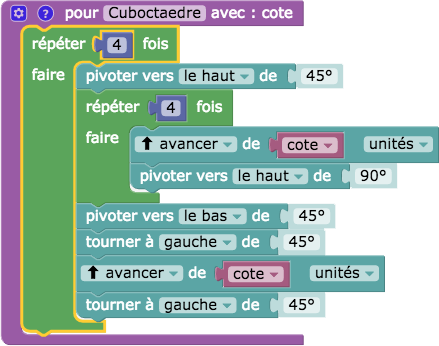 ? pour Cuboctaedre avec : cote
répéter 4 fois
faire pivoter vers le haut de 45°
répéter 4 fois
faire avancer de cote unités
pivoter vers le haut de 90°
pivoter vers le bas de 45°
tourner à gauche de 45°
avancer de cote unités
tourner à gauche de 45°